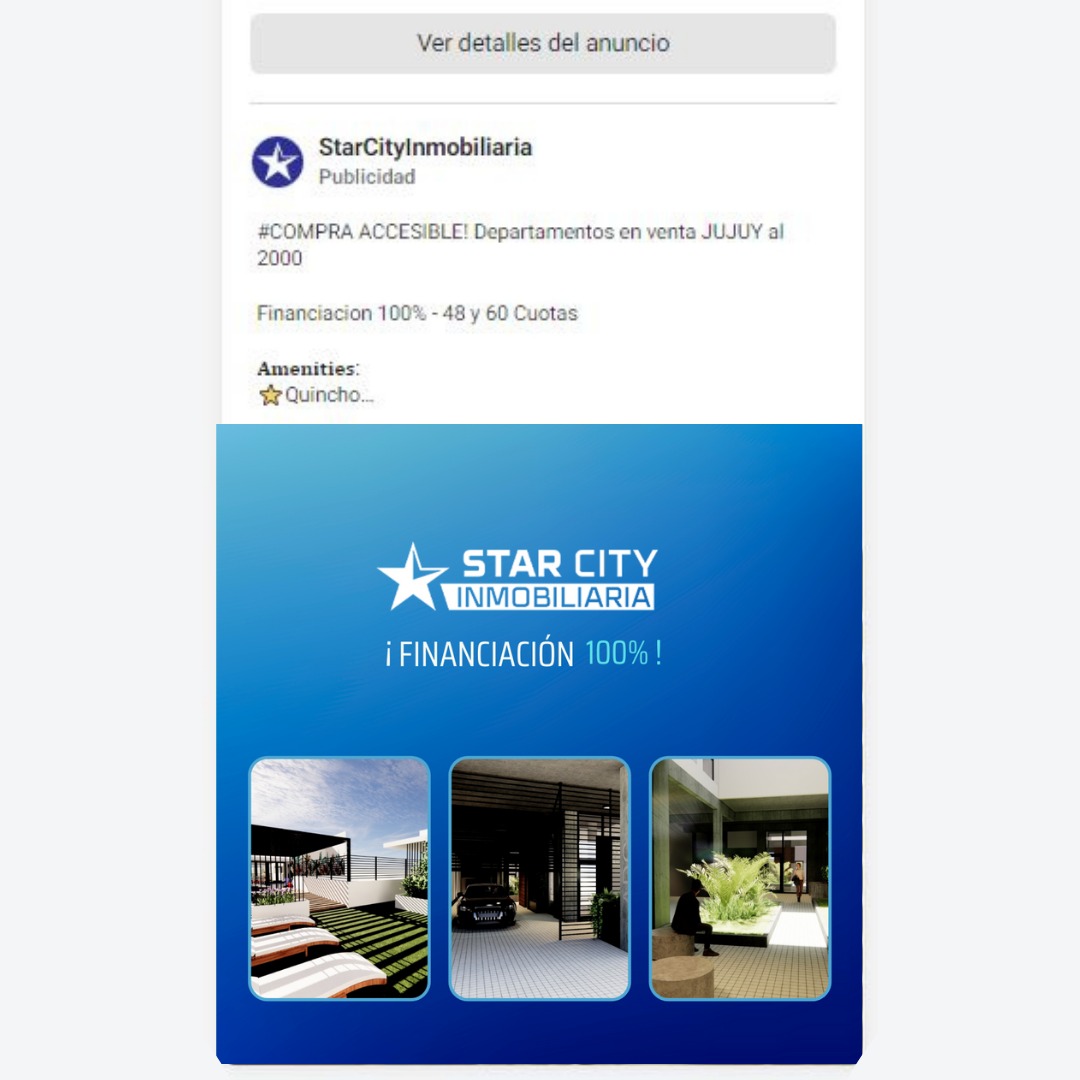 Ver detalles del anuncio
StarCityInmobiliaria
Publicidad
#COMPRA ACCESIBLE! Departamentos en venta JUJUY al
2000
Financiacion 100% - 48 y 60 Cuotas
Amenities:
⭐Quincho...
STAR CITY
INMOBILIARIA
¡ FINANCIACIÓN 100% !